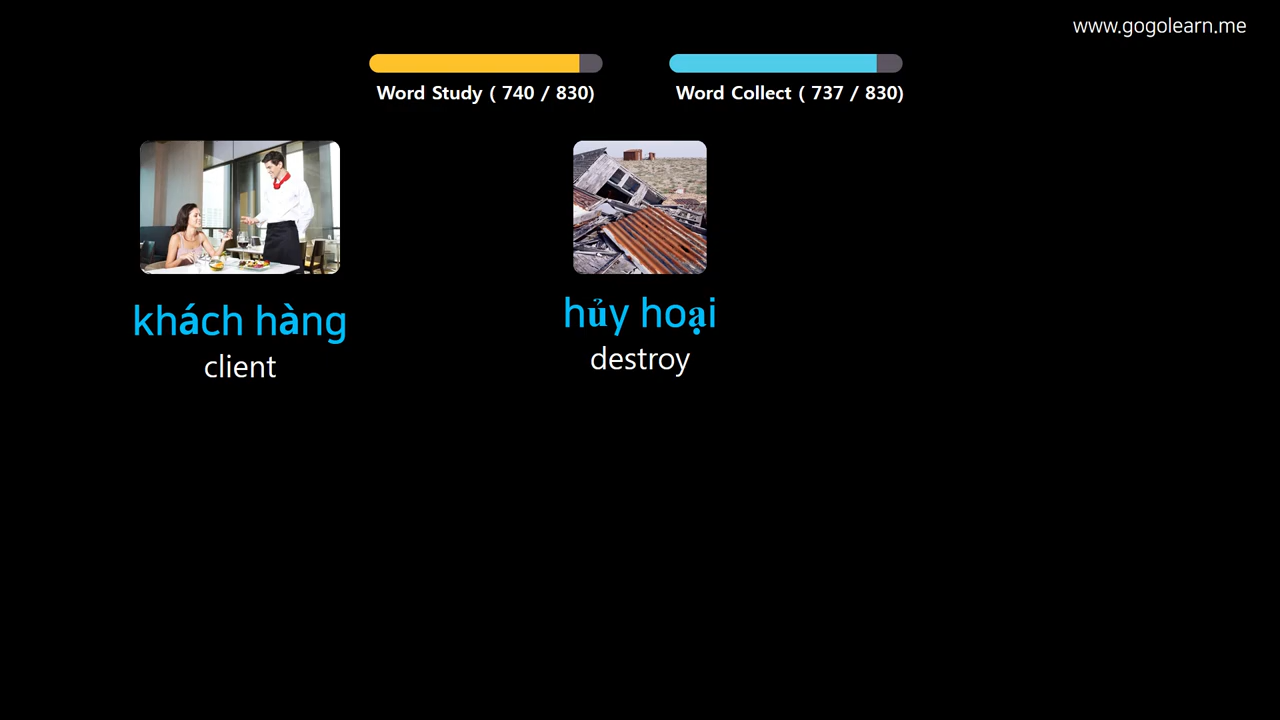 www.gogolearn.me
Word Study ( 740 / 830)
Word Collect ( 737 / 830)
khách hàng
client
hủy hoại
destroy